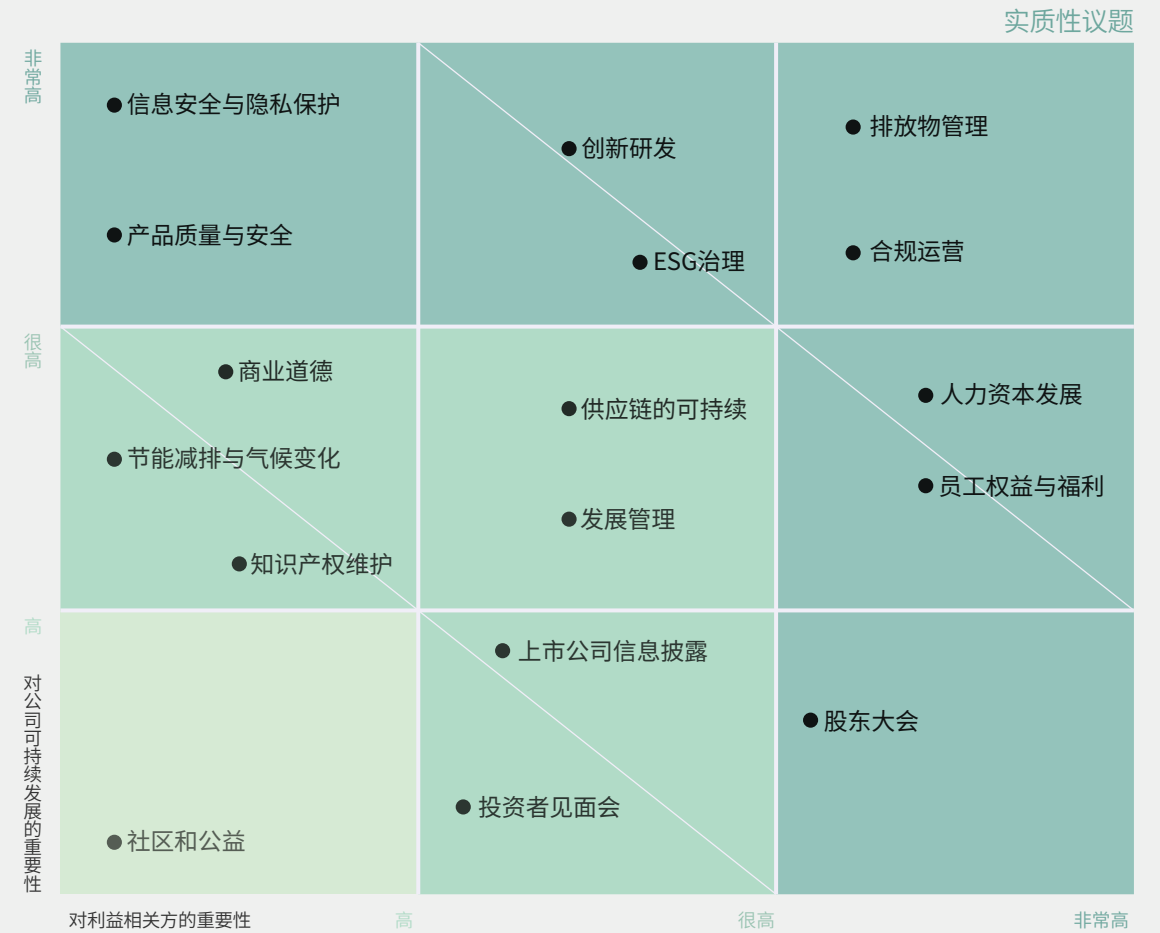 实质性议题
非常高
信息安全与隐私保护
创新研发
排放物管理
产品质量与安全
ESG治理
合规运营
很高
商业道德
供应链的可持续
人力资本发展
节能减排与气候变化
员工权益与福利
发展管理
知识产权维护
高
上市公司信息披露
股东大会
投资者见面会
社区和公益
对公司可持续发展的重要性
对利益相关方的重要性
高
很高
非常高